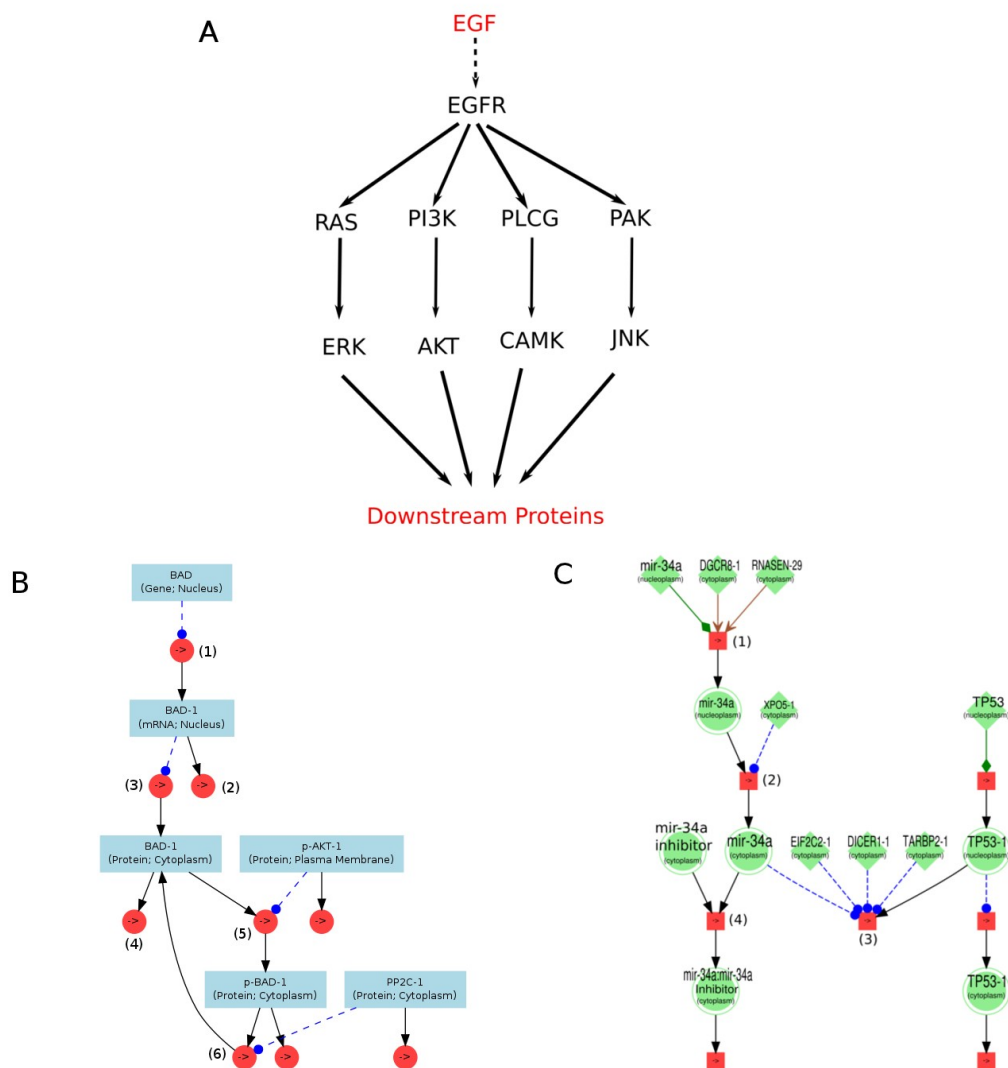 A
EGF
EGFR
RAS PI3K PLCG PAK
ERK AKT CAMK JNK
Downstream Proteins
B
BAD
(Gene; Nucleus)
->
(1)
BAD-1
(mRNA; Nucleus)
(3)
->
->
(2)
BAD-1
(Protein; Cytoplasm)
p-AKT-1
(Protein; Plasma Membrane)
->
(4)
->
(5)
->
p-BAD-1
(Protein; Cytoplasm)
PP2C-1
(Protein; Cytoplasm)
(6)
->
->
->
C
mir-34a
(nucleoplasm)
DGCR8-1
(cytoplasm)
RNASEN-29
(cytoplasm)
->
(1)
mir-34a
(nucleoplasm)
XPO5-1
(cytoplasm)
TP53
(nucleoplasm)
->
(2)
->
mir-34a
inhibitor
(cytoplasm)
mir-34a
(cytoplasm)
EIF2C2-1
(cytoplasm)
DICER1-1
(cytoplasm)
TARBP2-1
(cytoplasm)
TP53-1
(nucleoplasm)
->
(4)
->
(3)
->
mir-34a:mir-34a
Inhibitor
(cytoplasm)
TP53-1
(cytoplasm)
->
->